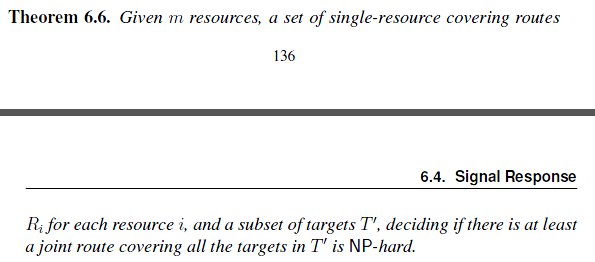 Theorem 6.6. Given m resources, a set of single-resource covering routes
136
6.4. Signal Response
R_i for each resource i, and a subset of targets T′, deciding if there is at least
a joint route covering all the targets in T′ is NP-hard.